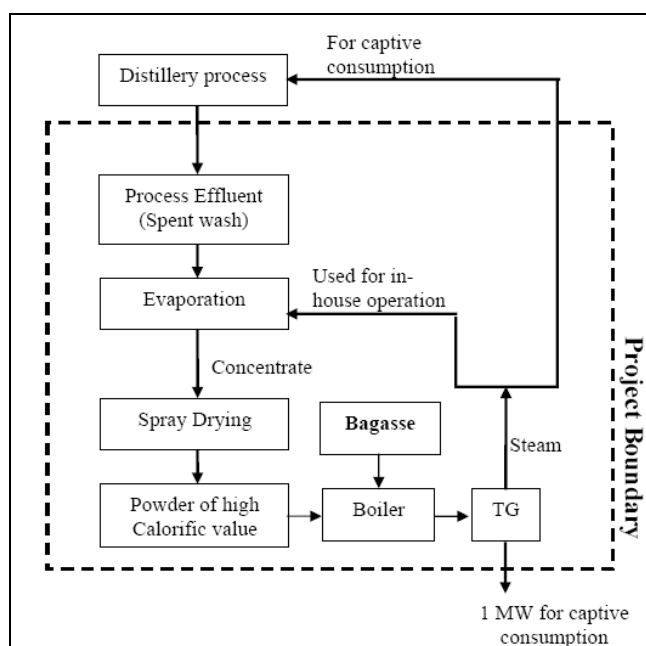 For captive
consumption
Distillery process
Process Effluent
(Spent wash)
Used for in-
house operation
Evaporation
Concentrate
Spray Drying
Bagasse
Steam
Powder of high
Calorific value
Boiler
TG
Project Boundary
1 MW for captive
consumption